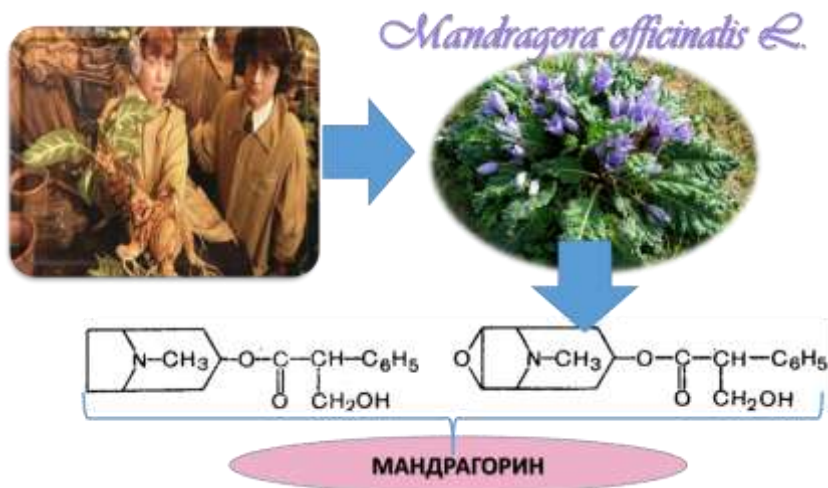 Mandragora officinalis L.
N—CH3
O—C—CH—C6H5
O
CH2OH
O
N—CH3
O—C—CH—C6H5
O
CH2OH
МАНДРАГОРИН